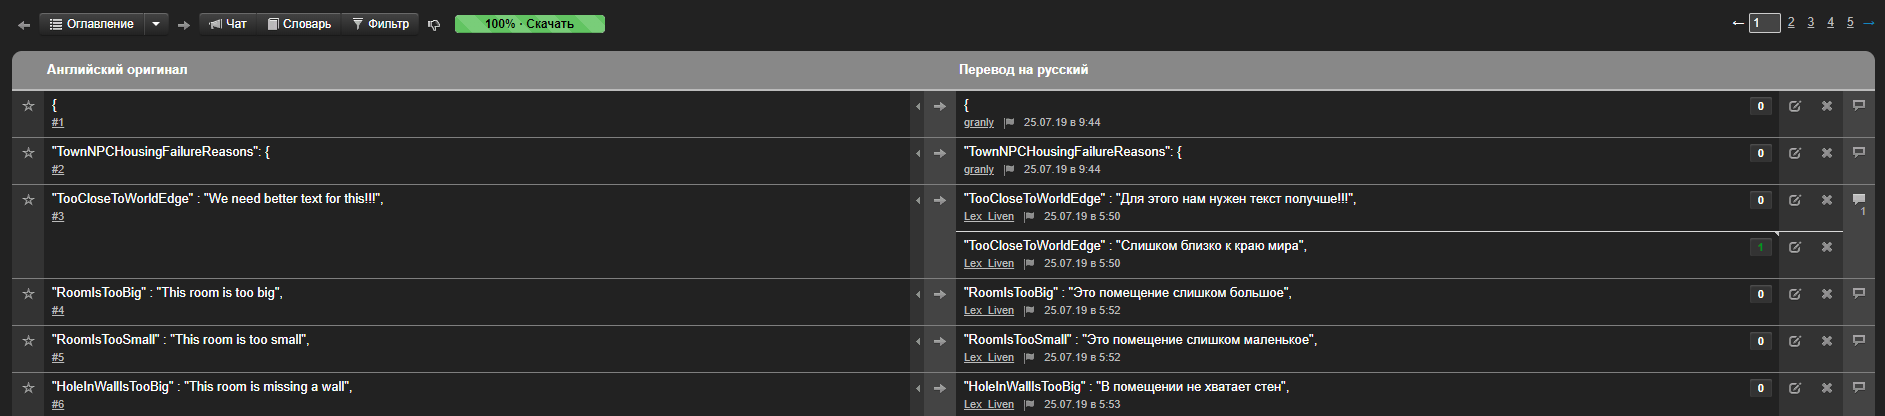 Оглавление Чат Словарь Фильтр 100% · Скачать ← 1 2 3 4 5 →
Английский оригинал Перевод на русский
{ { 0
#1 granly 25.07.19 в 9:44
"TownNPCHousingFailureReasons": { "TownNPCHousingFailureReasons": { 0
#2 granly 25.07.19 в 9:44
"TooCloseToWorldEdge" : "We need better text for this!!!", "TooCloseToWorldEdge" : "Для этого нам нужен текст получше!!!", 0
#3 Lex_Liven 25.07.19 в 5:50 1
"TooCloseToWorldEdge" : "Слишком близко к краю мира", 1
Lex_Liven 25.07.19 в 5:50
"RoomIsTooBig" : "This room is too big", "RoomIsTooBig" : "Это помещение слишком большое", 0
#4 Lex_Liven 25.07.19 в 5:52
"RoomIsTooSmall" : "This room is too small", "RoomIsTooSmall" : "Это помещение слишком маленькое", 0
#5 Lex_Liven 25.07.19 в 5:52
"HoleInWallIsTooBig" : "This room is missing a wall", "HoleInWallIsTooBig" : "В помещении не хватает стен", 0
#6 Lex_Liven 25.07.19 в 5:53